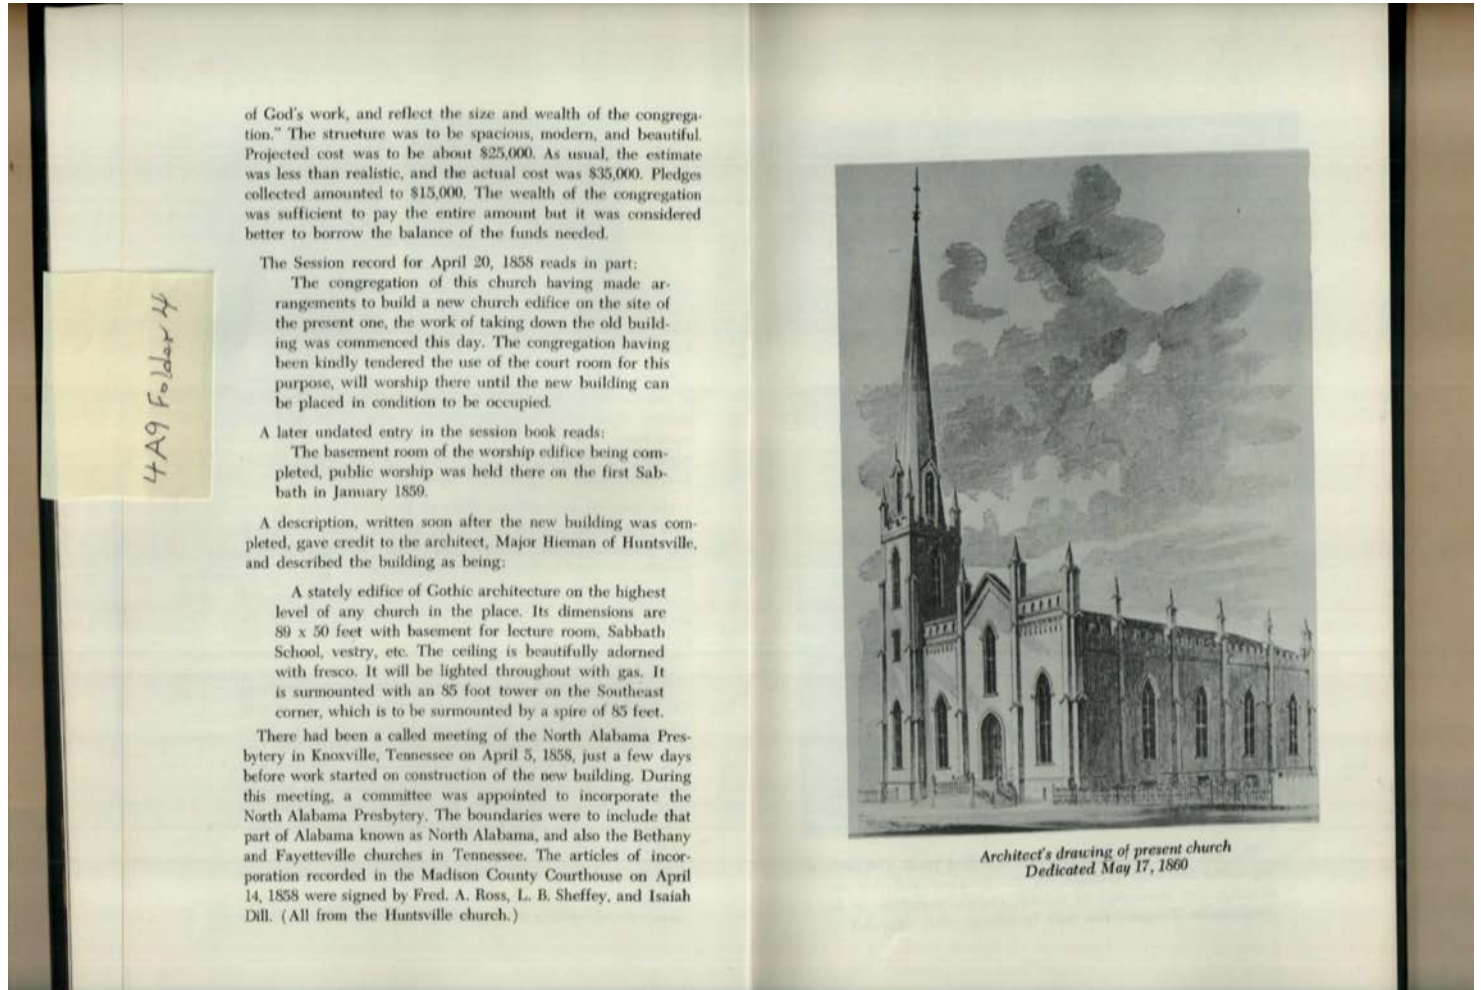 of God's work, and reflect the size and wealth of the congrega-
tion." The structure was to be spacious, modern, and beautiful.
Projected cost was to be about $25,000. As usual, the estimate
was less than realistic, and the actual cost was $35,000. Pledges
collected amounted to $15,000. The wealth of the congregation
was sufficient to pay the entire amount but it was considered
better to borrow the balance of the funds needed.
The Session record for April 20, 1858 reads in part:
The congregation of this church having made ar-
rangements to build a new church edifice on the site of
the present one, the work of taking down the old build-
ing was commenced this day. The congregation having
been kindly tendered the use of the court room for this
purpose, will worship there until the new building can
be placed in condition to be occupied.
A later undated entry in the session book reads:
The basement room of the worship edifice being com-
pleted, public worship was held there on the first Sab-
bath in January 1859.
A description, written soon after the new building was com-
pleted, gave credit to the architect, Major Hieman of Huntsville,
and described the building as being:
A stately edifice of Gothic architecture on the highest
level of any church in the place. Its dimensions are
89 x 50 feet with basement for lecture room, Sabbath
School, vestry, etc. The ceiling is beautifully adorned
with fresco. It will be lighted throughout with gas. It
is surmounted with an 85 foot tower on the Southeast
corner, which is to be surmounted by a spire of 85 feet.
There had been a called meeting of the North Alabama Pres-
bytery in Knoxville, Tennessee on April 5, 1858, just a few days
before work started on construction of the new building. During
this meeting, a committee was appointed to incorporate the
North Alabama Presbytery. The boundaries were to include that
part of Alabama known as North Alabama, and also the Bethany
and Fayetteville churches in Tennessee. The articles of incor-
poration recorded in the Madison County Courthouse on April
14, 1858 were signed by Fred. A. Ross, L. B. Sheffey, and Isaiah
Dill. (All from the Huntsville church.)
4A9 Folder 4
Architect's drawing of present church
Dedicated May 17, 1860